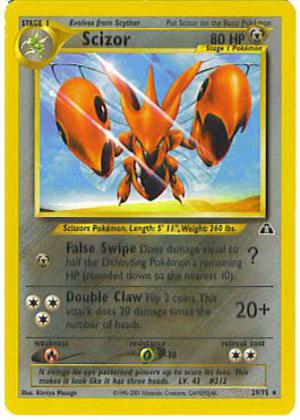 STAGE 1 Evolves from Scyther Put Scizor on the Basic Pokémon
Scizor 80 HP
Stage 1 Pokémon
Scissors Pokémon. Length: 5' 11", Weight: 260 lbs.
False Swipe Does damage equal to
half the Defending Pokémon's remaining
HP (rounded down to the nearest 10). ?
Double Claw Flip 2 coins. This
attack does 20 damage times the
number of heads. 20+
weakness resistance retreat cost
30
It swings its eye patterned pincers up to scare its foes. This
makes it look like it has three heads. LV. 43 #212
Illus. Kimiya Masago ©1995-2001 Nintendo, Creatures, GAMEFREAK. 29/75 ★